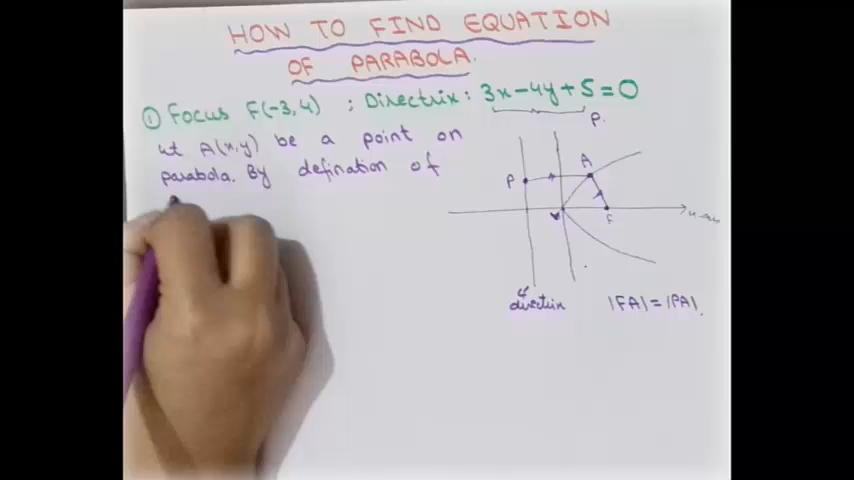 HOW TO FIND EQUATION
OF PARABOLA.
① Focus F(-3,4) ; Directrix: 3x-4y+5=0
P.
let A(x,y) be a point on
parabola. By defination of
A
P
V
F
directrix
|FA|=|PA|.